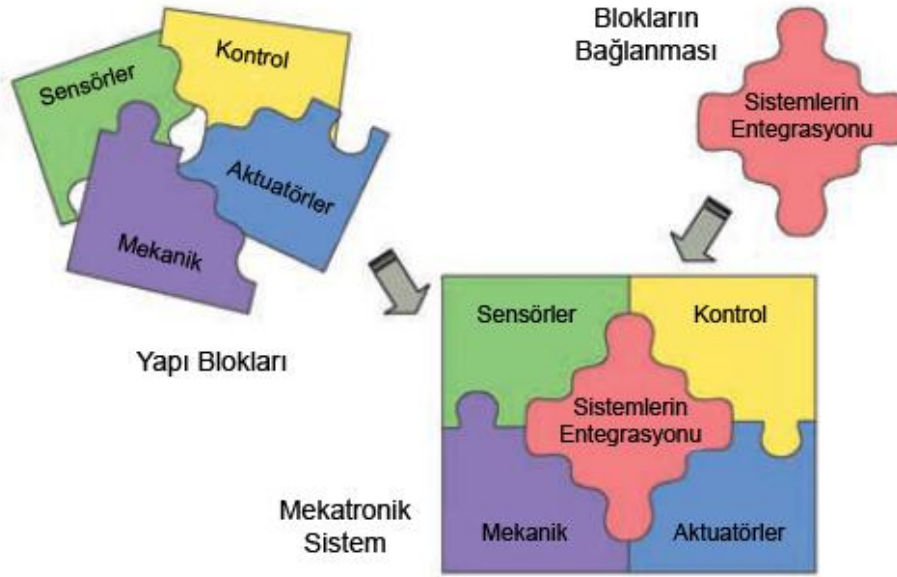 Sensörler
Kontrol
Mekanik
Aktuatörler
Yapı Blokları
Blokların
Bağlanması
Sistemlerin
Entegrasyonu
Sensörler
Kontrol
Sistemlerin
Entegrasyonu
Mekanik
Aktuatörler
Mekatronik
Sistem